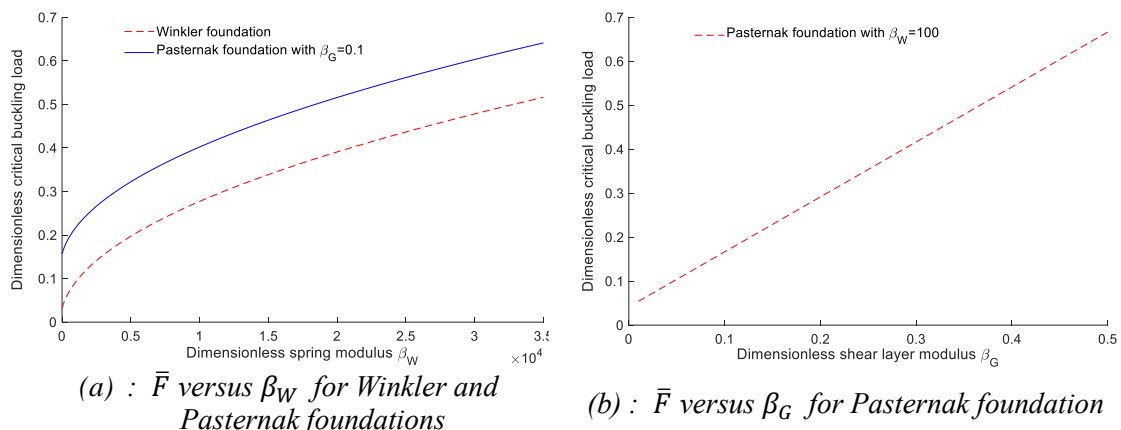 0.7
0.6
0.5
0.4
0.3
0.2
0.1
0
Dimensionless critical buckling load
Winkler foundation
Pasternak foundation with β_G=0.1
0 0.5 1 1.5 2 2.5 3 3.5
×10⁴
Dimensionless spring modulus β_W
(a) : F̄ versus β_W for Winkler and
Pasternak foundations
0.7
0.6
0.5
0.4
0.3
0.2
0.1
0
Dimensionless critical buckling load
Pasternak foundation with β_W=100
0 0.1 0.2 0.3 0.4 0.5
Dimensionless shear layer modulus β_G
(b) : F̄ versus β_G for Pasternak foundation